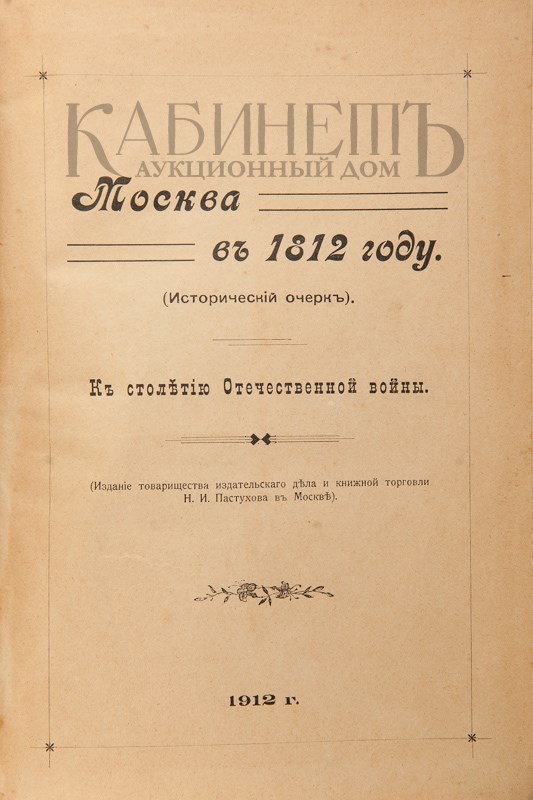 КАБИНЕТЪ
АУКЦИОННЫЙ ДОМ
Москва
въ 1812 году.
(Историческій очеркъ).
Къ столѣтію Отечественной войны.
(Изданіе товарищества издательскаго дѣла и книжной торговли
Н. И. Пастухова въ Москвѣ).
1912 г.